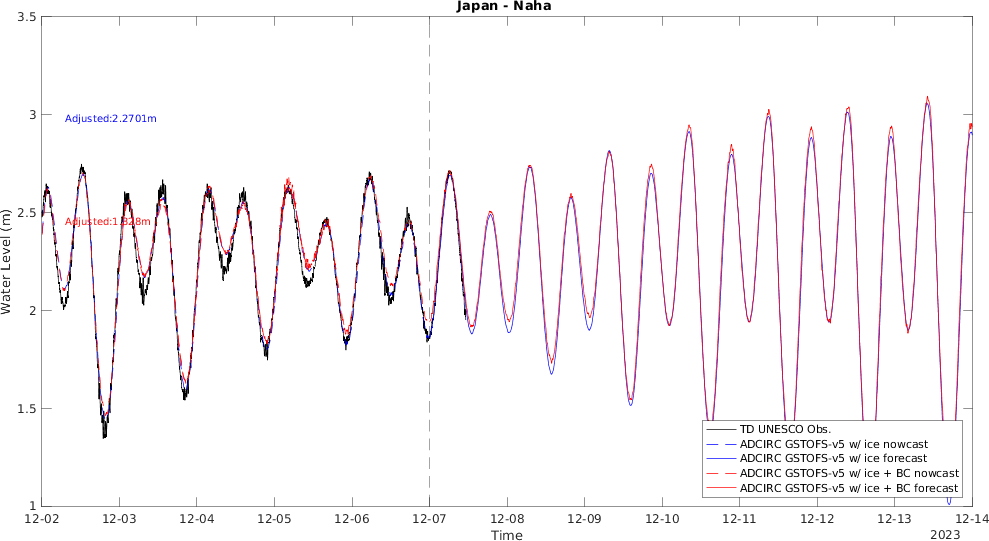 Japan - Naha
3.5
3
2.5
2
1.5
1
Water Level (m)
Adjusted:2.2701m
Adjusted:1.828m
TD UNESCO Obs.
ADCIRC GSTOFS-v5 w/ ice nowcast
ADCIRC GSTOFS-v5 w/ ice forecast
ADCIRC GSTOFS-v5 w/ ice + BC nowcast
ADCIRC GSTOFS-v5 w/ ice + BC forecast
12-02 12-03 12-04 12-05 12-06 12-07 12-08 12-09 12-10 12-11 12-12 12-13 12-14
Time
2023